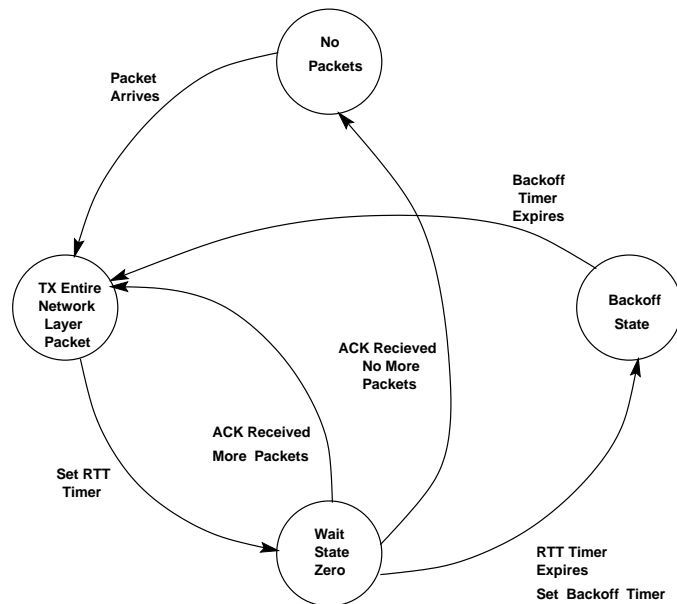 No
Packets
Packet
Arrives
Backoff
Timer
Expires
TX Entire
Network
Layer
Packet
Backoff
State
ACK Recieved
No More
Packets
ACK Received
More Packets
Set RTT
Timer
Wait
State
Zero
RTT Timer
Expires
Set Backoff Timer